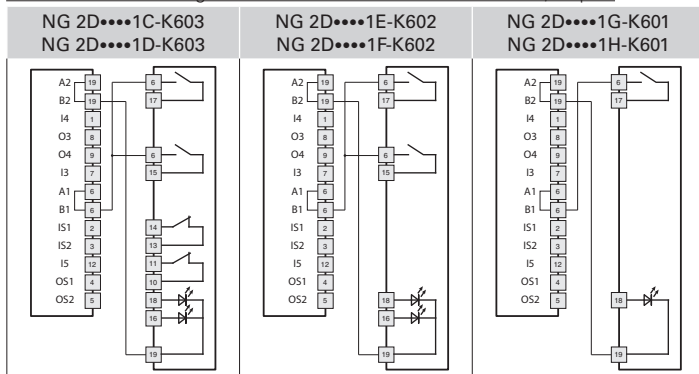 NG 2D••••1C-K603
NG 2D••••1D-K603
NG 2D••••1E-K602
NG 2D••••1F-K602
NG 2D••••1G-K601
NG 2D••••1H-K601
A2 19
B2 19
I4 1
O3 8
O4 9
I3 7
A1 6
B1 6
IS1 2
IS2 3
I5 12
OS1 4
OS2 5
6
17
6
15
14
13
11
10
18
16
19
A2 19
B2 19
I4 1
O3 8
O4 9
I3 7
A1 6
B1 6
IS1 2
IS2 3
I5 12
OS1 4
OS2 5
6
17
6
15
18
16
19
A2 19
B2 19
I4 1
O3 8
O4 9
I3 7
A1 6
B1 6
IS1 2
IS2 3
I5 12
OS1 4
OS2 5
6
17
18
19